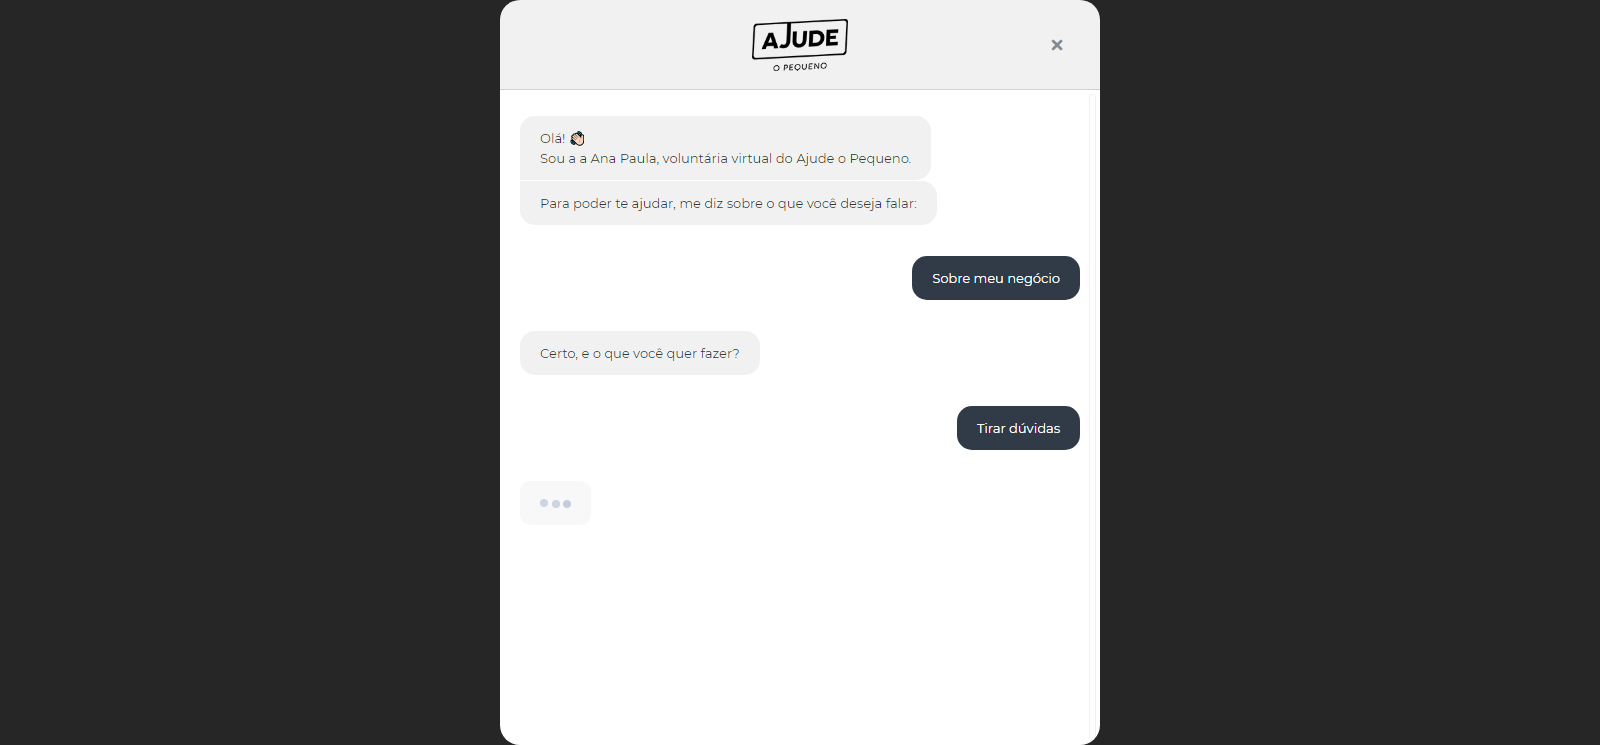 AJUDE
O PEQUENO
Olá! 👏🏻
Sou a a Ana Paula, voluntária virtual do Ajude o Pequeno.
Para poder te ajudar, me diz sobre o que você deseja falar:
Sobre meu negócio
Certo, e o que você quer fazer?
Tirar dúvidas